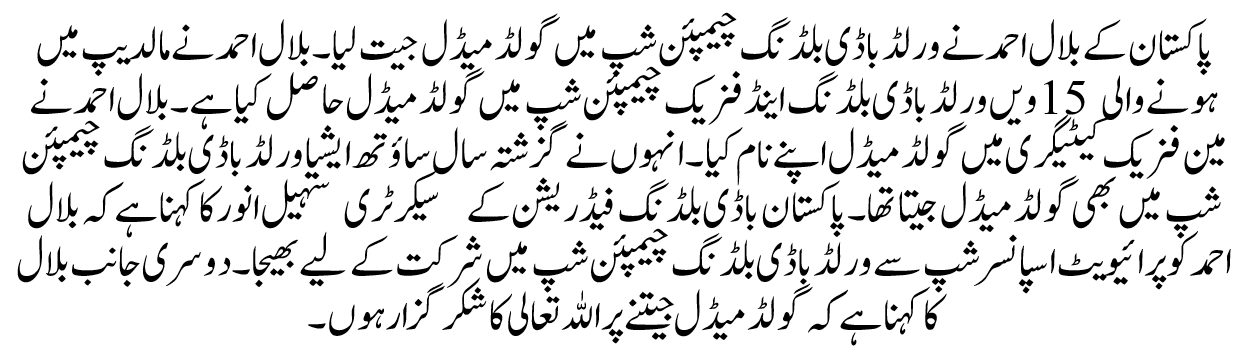 پاکستان کے بلال احمد نے ورلڈ باڈی بلڈنگ چیمپئن شپ میں گولڈ میڈل جیت لیا۔ بلال احمد نے مالدیپ میں
ہونے والی 15 ویں ورلڈ باڈی بلڈنگ اینڈ فزیک چیمپئن شپ میں گولڈ میڈل حاصل کیا ہے۔ بلال احمد نے
مین فزیک کیٹیگری میں گولڈ میڈل اپنے نام کیا۔ انہوں نے گزشتہ سال ساؤتھ ایشیا ورلڈ باڈی بلڈنگ چیمپئن
شپ میں بھی گولڈ میڈل جیتا تھا۔ پاکستان باڈی بلڈنگ فیڈریشن کے سیکرٹری سہیل انور کا کہنا ہے کہ بلال
احمد کو پرائیویٹ اسپانسر شپ سے ورلڈ باڈی بلڈنگ چیمپئن شپ میں شرکت کے لیے بھیجا۔ دوسری جانب بلال
کا کہنا ہے کہ گولڈ میڈل جیتنے پر اللہ تعالی کا شکر گزار ہوں۔